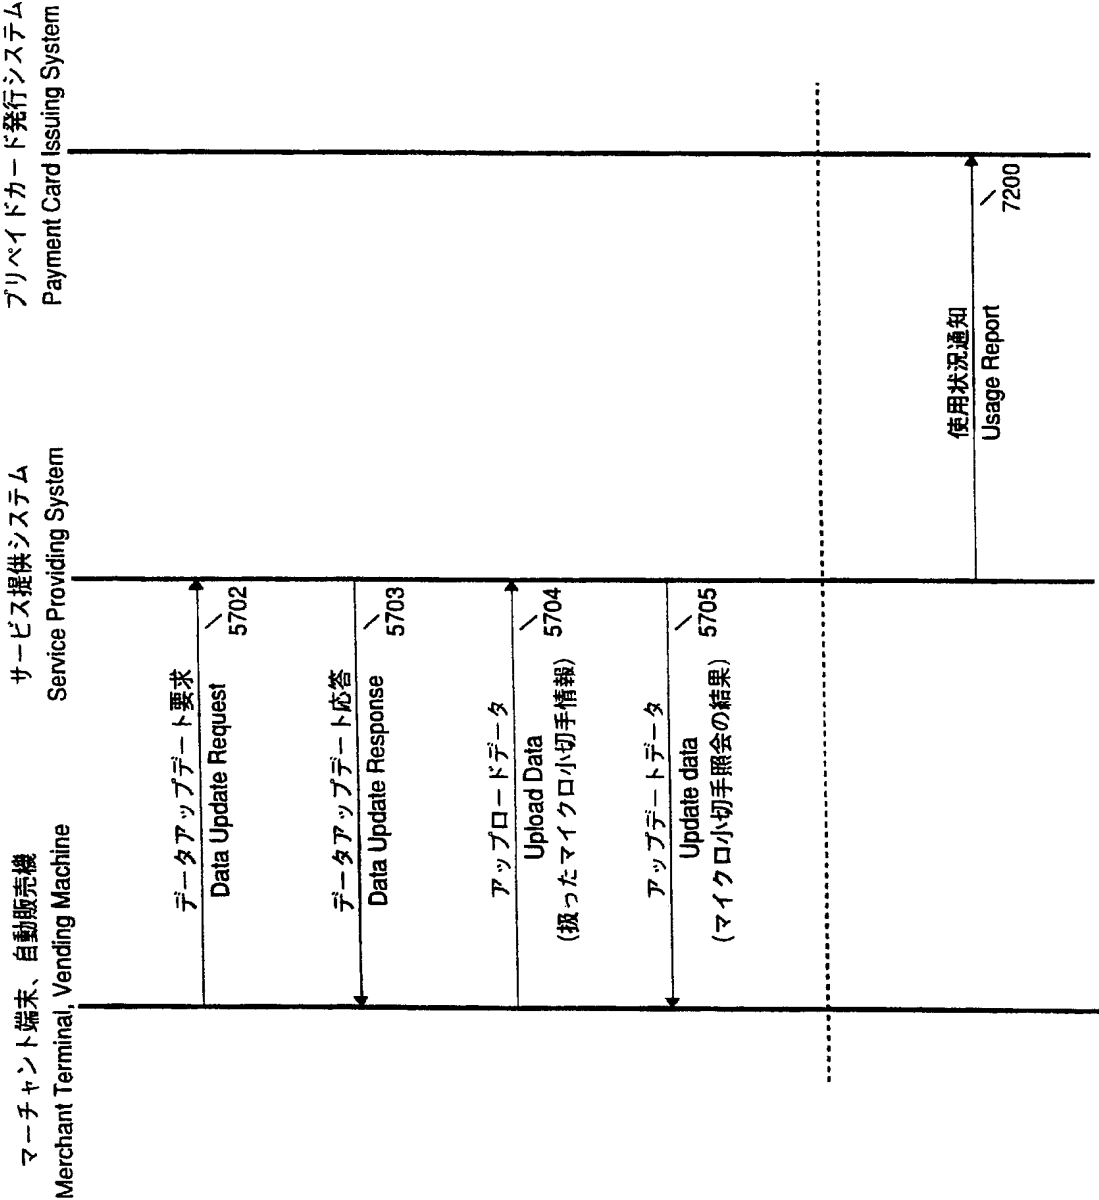 マーチャント端末、自動販売機
Merchant Terminal, Vending Machine
サービス提供システム
Service Providing System
プリペイドカード発行システム
Payment Card Issuing System
データアップデート要求
Data Update Request
5702
データアップデート応答
Data Update Response
5703
アップロードデータ
Upload Data
(扱ったマイクロ小切手情報)
5704
アップデートデータ
Update data
(マイクロ小切手照会の結果)
5705
使用状況通知
Usage Report
7200